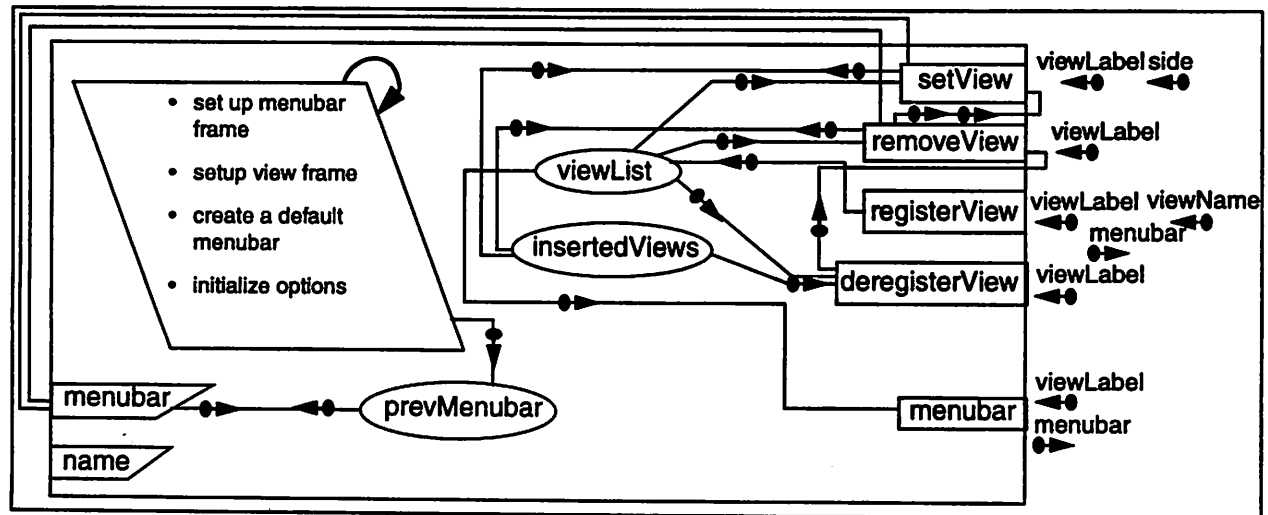 • set up menubar
frame
• setup view frame
• create a default
menubar
• initialize options
menubar
name
prevMenubar
viewList
insertedViews
setView
viewLabel side
removeView
viewLabel
registerView
viewLabel viewName
menubar
deregisterView
viewLabel
menubar
viewLabel
menubar